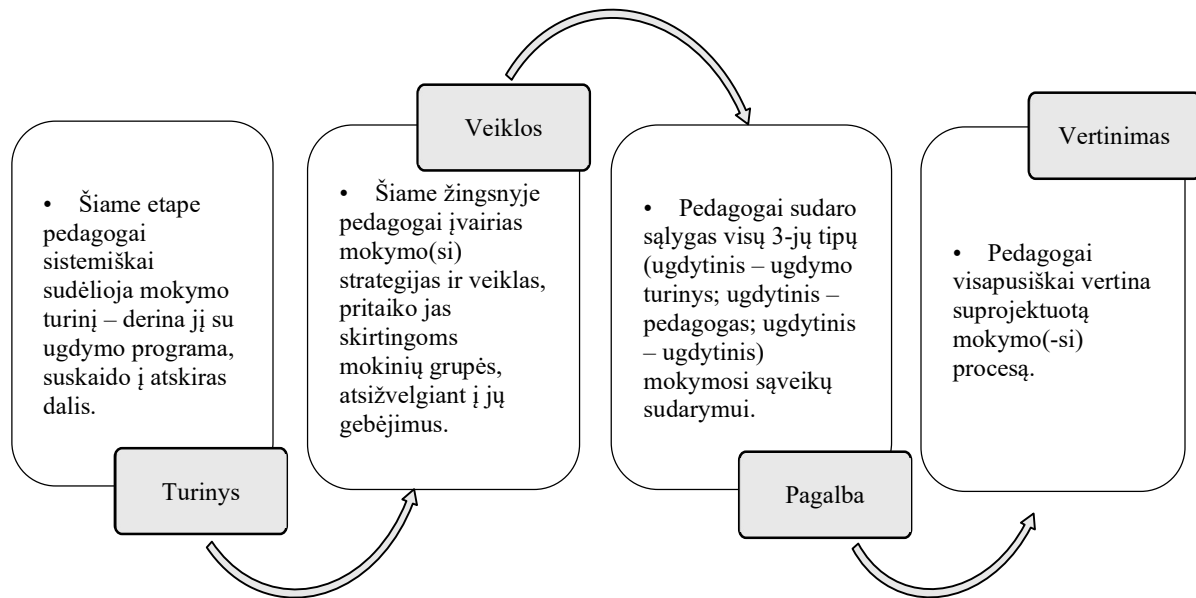 • Šiame etape
pedagogai
sistemiškai
sudėlioja mokymo
turinį – derina jį su
ugdymo programa,
suskaido į atskiras
dalis.
Turinys
Veiklos
• Šiame žingsnyje
pedagogai įvairias
mokymo(si)
strategijas ir veiklas,
pritaiko jas
skirtingoms
mokinių grupės,
atsižvelgiant į jų
gebėjimus.
• Pedagogai sudaro
sąlygas visų 3-jų tipų
(ugdytinis – ugdymo
turinys; ugdytinis –
pedagogas; ugdytinis
– ugdytinis)
mokymosi sąveikų
sudarymui.
Pagalba
Vertinimas
• Pedagogai
visapusiškai vertina
suprojektuotą
mokymo(-si)
procesą.